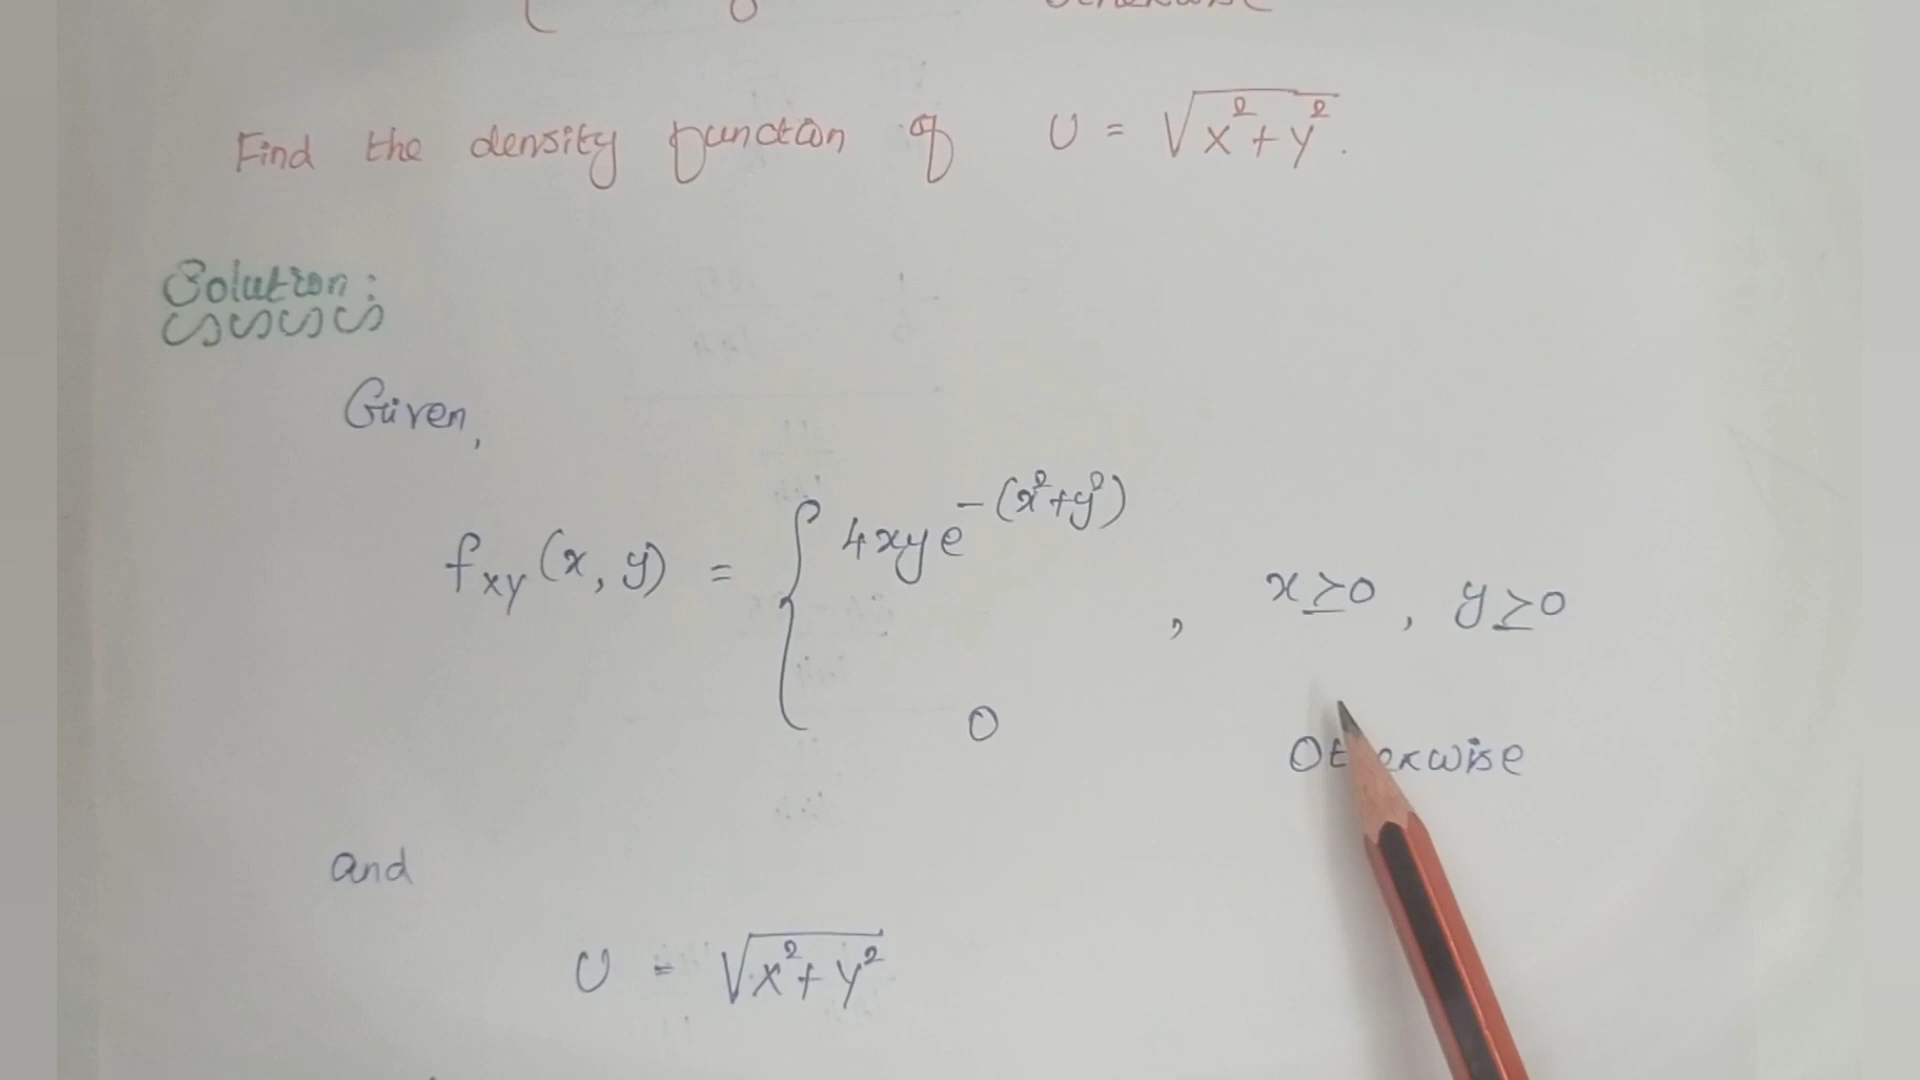 Find the density function of U = √(X²+Y²).
Solution:
Given,
f_XY(x, y) = { 4xye^-(x²+y²) , x≥0, y≥0
0 Otherwise
and
U = √(X²+Y²)